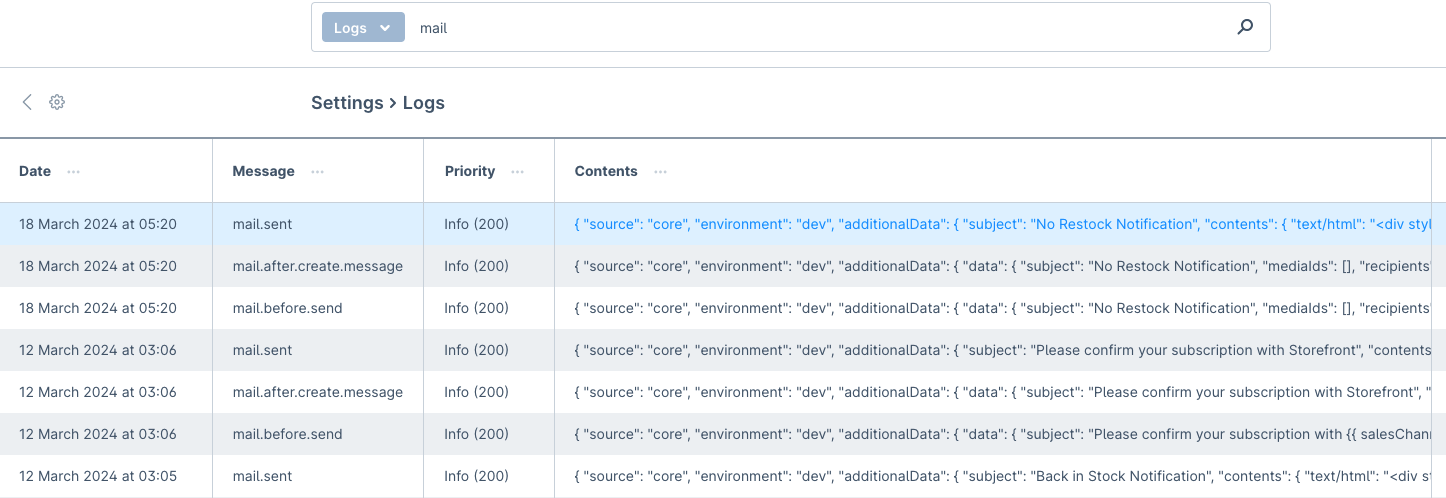 Logs mail
Settings > Logs
Date ... Message ... Priority ... Contents ...
18 March 2024 at 05:20 mail.sent Info (200) { "source": "core", "environment": "dev", "additionalData": { "subject": "No Restock Notification", "contents": { "text/html": "<div styl
18 March 2024 at 05:20 mail.after.create.message Info (200) { "source": "core", "environment": "dev", "additionalData": { "data": { "subject": "No Restock Notification", "mediaIds": [], "recipients"
18 March 2024 at 05:20 mail.before.send Info (200) { "source": "core", "environment": "dev", "additionalData": { "data": { "subject": "No Restock Notification", "mediaIds": [], "recipients"
12 March 2024 at 03:06 mail.sent Info (200) { "source": "core", "environment": "dev", "additionalData": { "subject": "Please confirm your subscription with Storefront", "contents
12 March 2024 at 03:06 mail.after.create.message Info (200) { "source": "core", "environment": "dev", "additionalData": { "data": { "subject": "Please confirm your subscription with Storefront", "
12 March 2024 at 03:06 mail.before.send Info (200) { "source": "core", "environment": "dev", "additionalData": { "data": { "subject": "Please confirm your subscription with {{ salesChann
12 March 2024 at 03:05 mail.sent Info (200) { "source": "core", "environment": "dev", "additionalData": { "subject": "Back in Stock Notification", "contents": { "text/html": "<div st